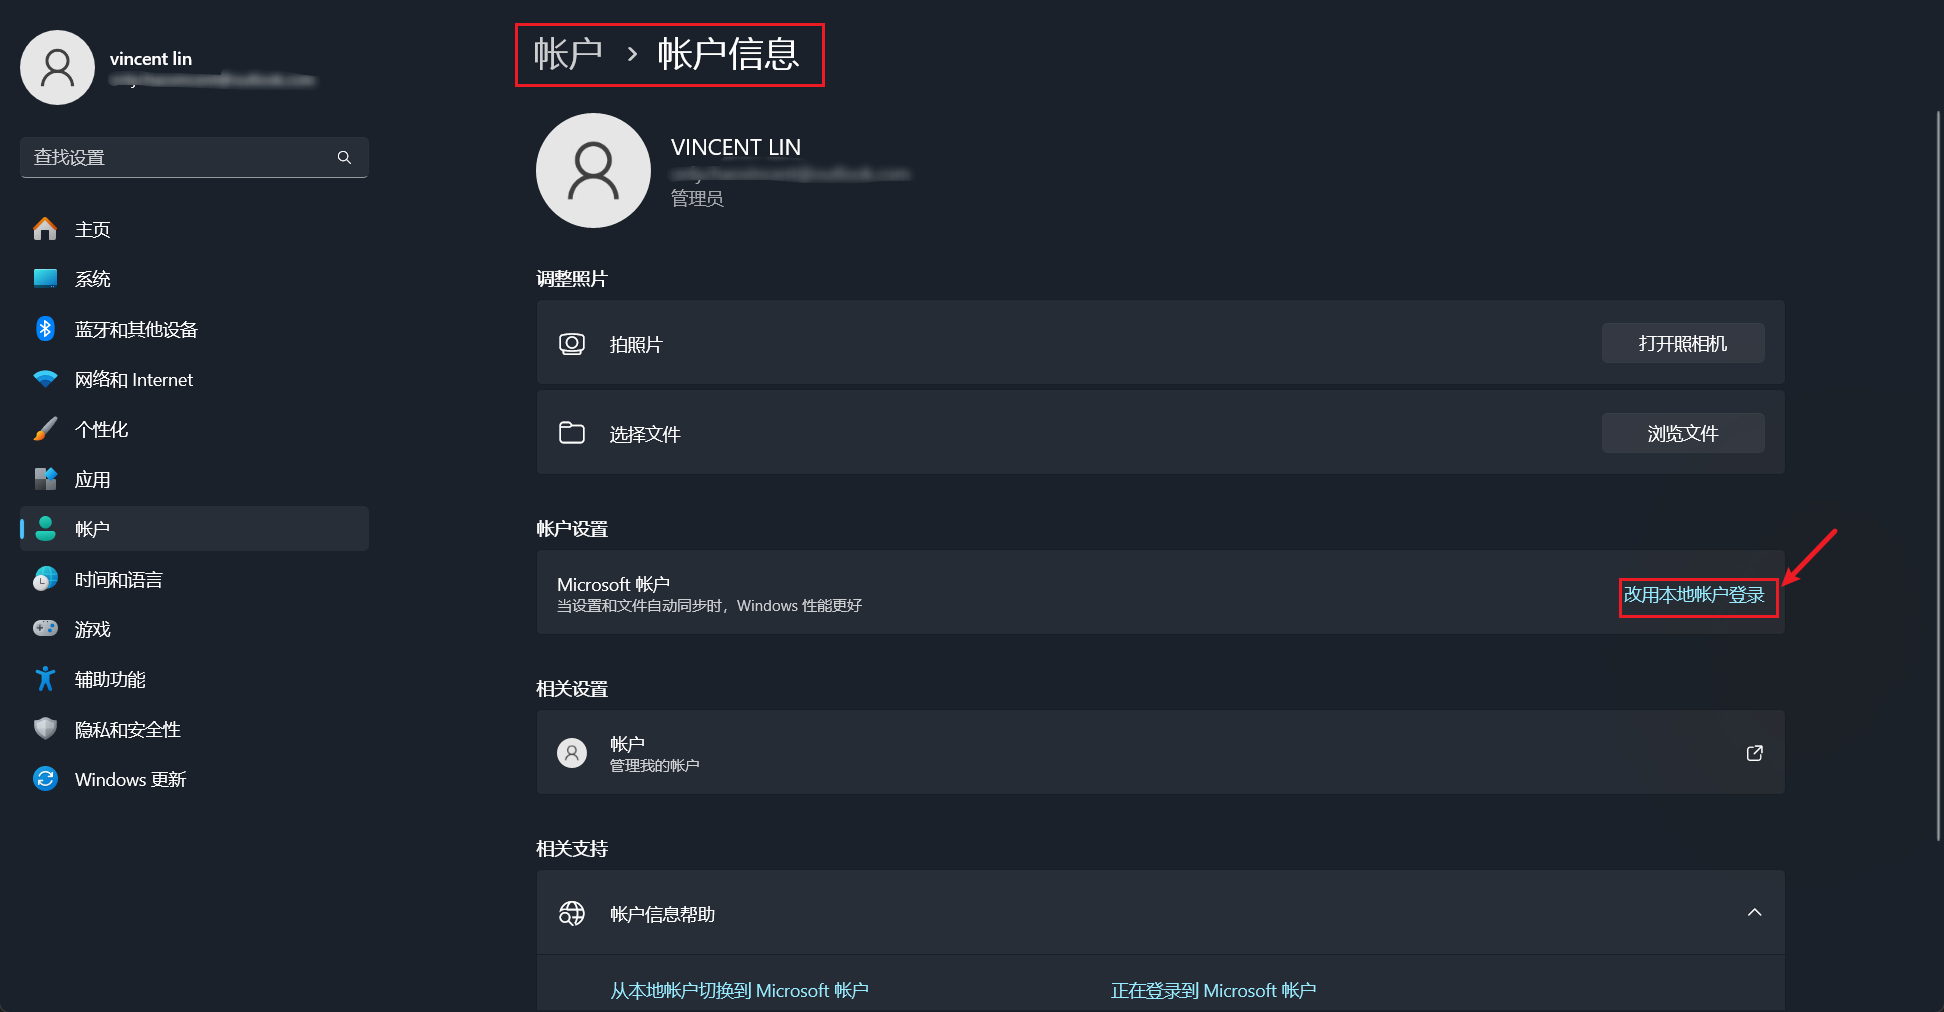 vincent lin
查找设置
主页
系统
蓝牙和其他设备
网络和 Internet
个性化
应用
帐户
时间和语言
游戏
辅助功能
隐私和安全性
Windows 更新
帐户 › 帐户信息
VINCENT LIN
管理员
调整照片
拍照片
打开照相机
选择文件
浏览文件
帐户设置
Microsoft 帐户
当设置和文件自动同步时，Windows 性能更好
改用本地帐户登录
相关设置
帐户
管理我的帐户
相关支持
帐户信息帮助
从本地帐户切换到 Microsoft 帐户
正在登录到 Microsoft 帐户